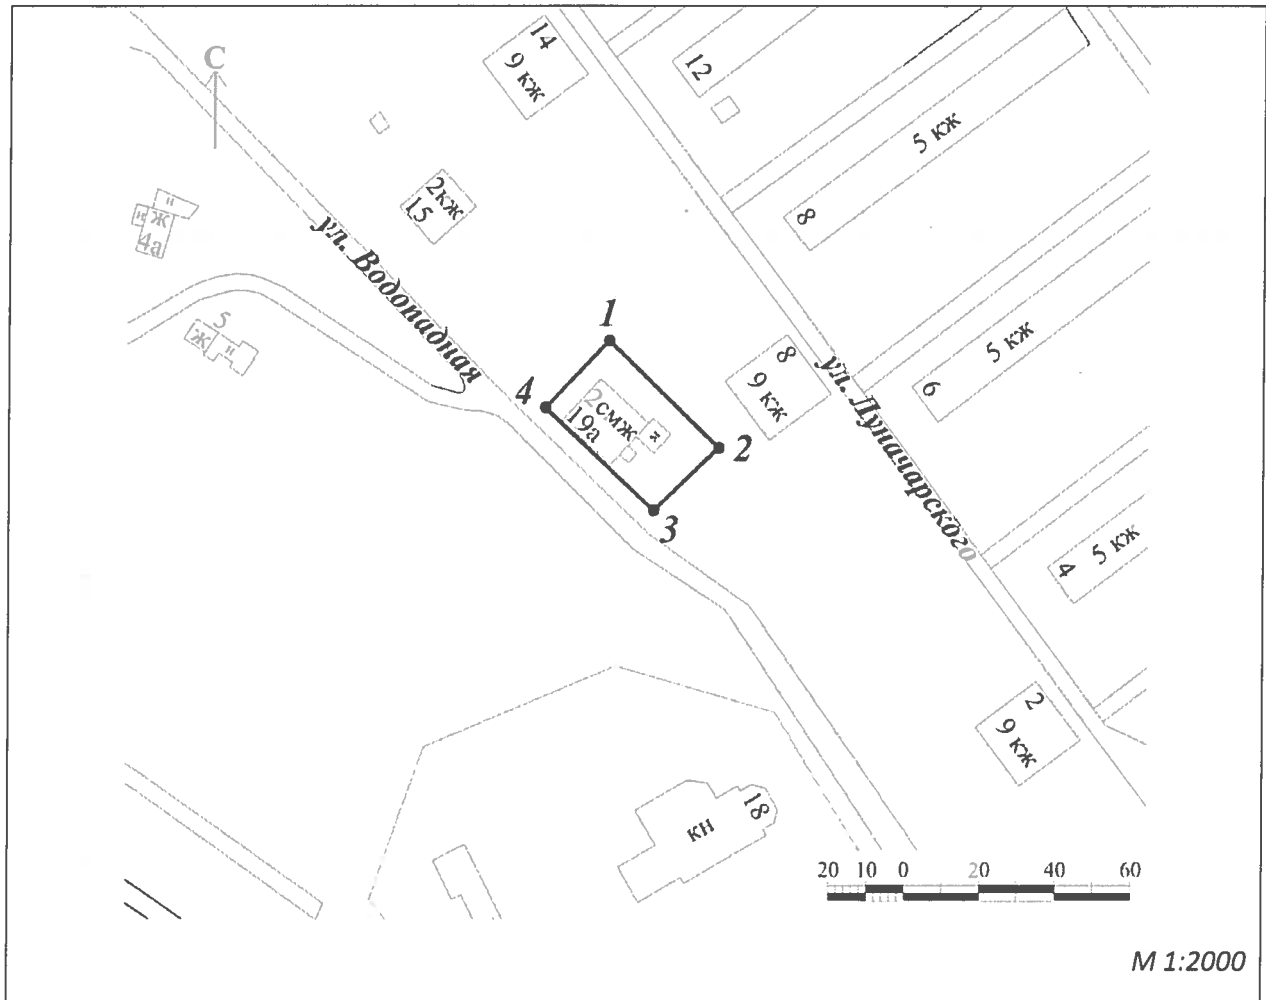 С
14
9 кж
12
5 кж
8
2кж
15
ж
4а
ул. Водопадная
5
ж
н
1
4
2
смж
19а
2
3
8
9 кж
ул. Луначарского
5 кж
6
5 кж
4
2
9 кж
18
кн
20 10 0 20 40 60
М 1:2000